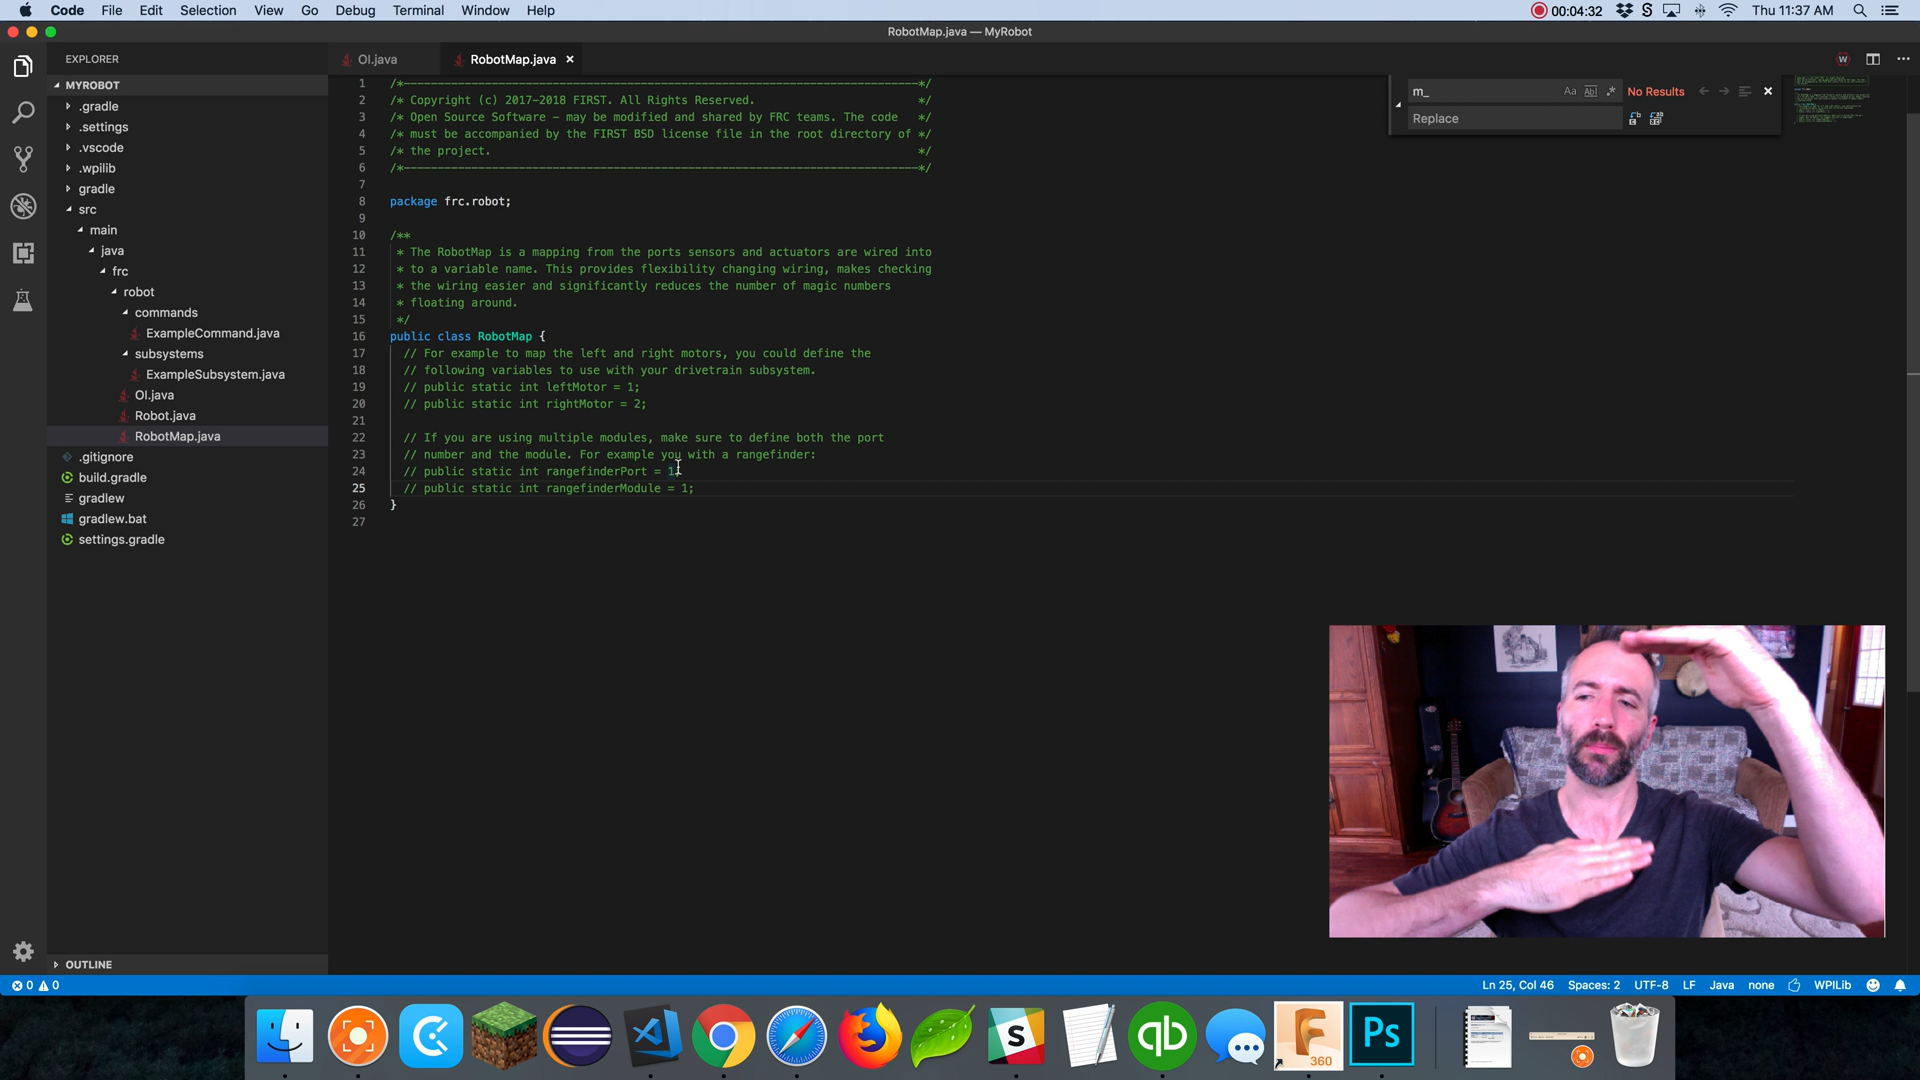 Code File Edit Selection View Go Debug Terminal Window Help
00:04:32 Thu 11:37 AM
RobotMap.java — MyRobot
EXPLORER
MYROBOT
.gradle
.settings
.vscode
.wpilib
gradle
src
main
java
frc
robot
commands
ExampleCommand.java
subsystems
ExampleSubsystem.java
OI.java
Robot.java
RobotMap.java
.gitignore
build.gradle
gradlew
gradlew.bat
settings.gradle
OUTLINE
OI.java RobotMap.java
m_ Aa Ab| .* No Results
Replace
1 /*----------------------------------------------------------------------------*/
2 /* Copyright (c) 2017-2018 FIRST. All Rights Reserved. */
3 /* Open Source Software - may be modified and shared by FRC teams. The code */
4 /* must be accompanied by the FIRST BSD license file in the root directory of */
5 /* the project. */
6 /*----------------------------------------------------------------------------*/
7
8 package frc.robot;
9
10 /**
11 * The RobotMap is a mapping from the ports sensors and actuators are wired into
12 * to a variable name. This provides flexibility changing wiring, makes checking
13 * the wiring easier and significantly reduces the number of magic numbers
14 * floating around.
15 */
16 public class RobotMap {
17 // For example to map the left and right motors, you could define the
18 // following variables to use with your drivetrain subsystem.
19 // public static int leftMotor = 1;
20 // public static int rightMotor = 2;
21
22 // If you are using multiple modules, make sure to define both the port
23 // number and the module. For example you with a rangefinder:
24 // public static int rangefinderPort = 1;
25 // public static int rangefinderModule = 1;
26 }
27
0 0
Ln 25, Col 46 Spaces: 2 UTF-8 LF Java none WPILib
S
qb
360
Ps